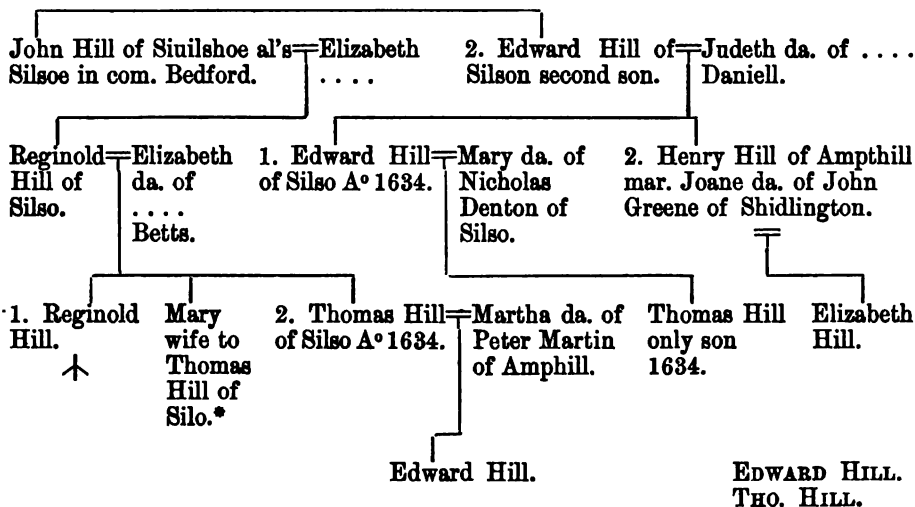 John Hill of Siuilshoe al's
Silsoe in com. Bedford.
Elizabeth
. . . .
2. Edward Hill of
Silson second son.
Judeth da. of . . . .
Daniell.
Reginold
Hill of
Silso.
Elizabeth
da. of
. . . .
Betts.
1. Edward Hill
of Silso Aº 1634.
Mary da. of
Nicholas
Denton of
Silso.
2. Henry Hill of Ampthill
mar. Joane da. of John
Greene of Shidlington.
1. Reginold
Hill.
Mary
wife to
Thomas
Hill of
Silo.*
2. Thomas Hill
of Silso Aº 1634.
Martha da. of
Peter Martin
of Amphill.
Thomas Hill
only son
1634.
Elizabeth
Hill.
Edward Hill.
EDWARD HILL.
THO. HILL.